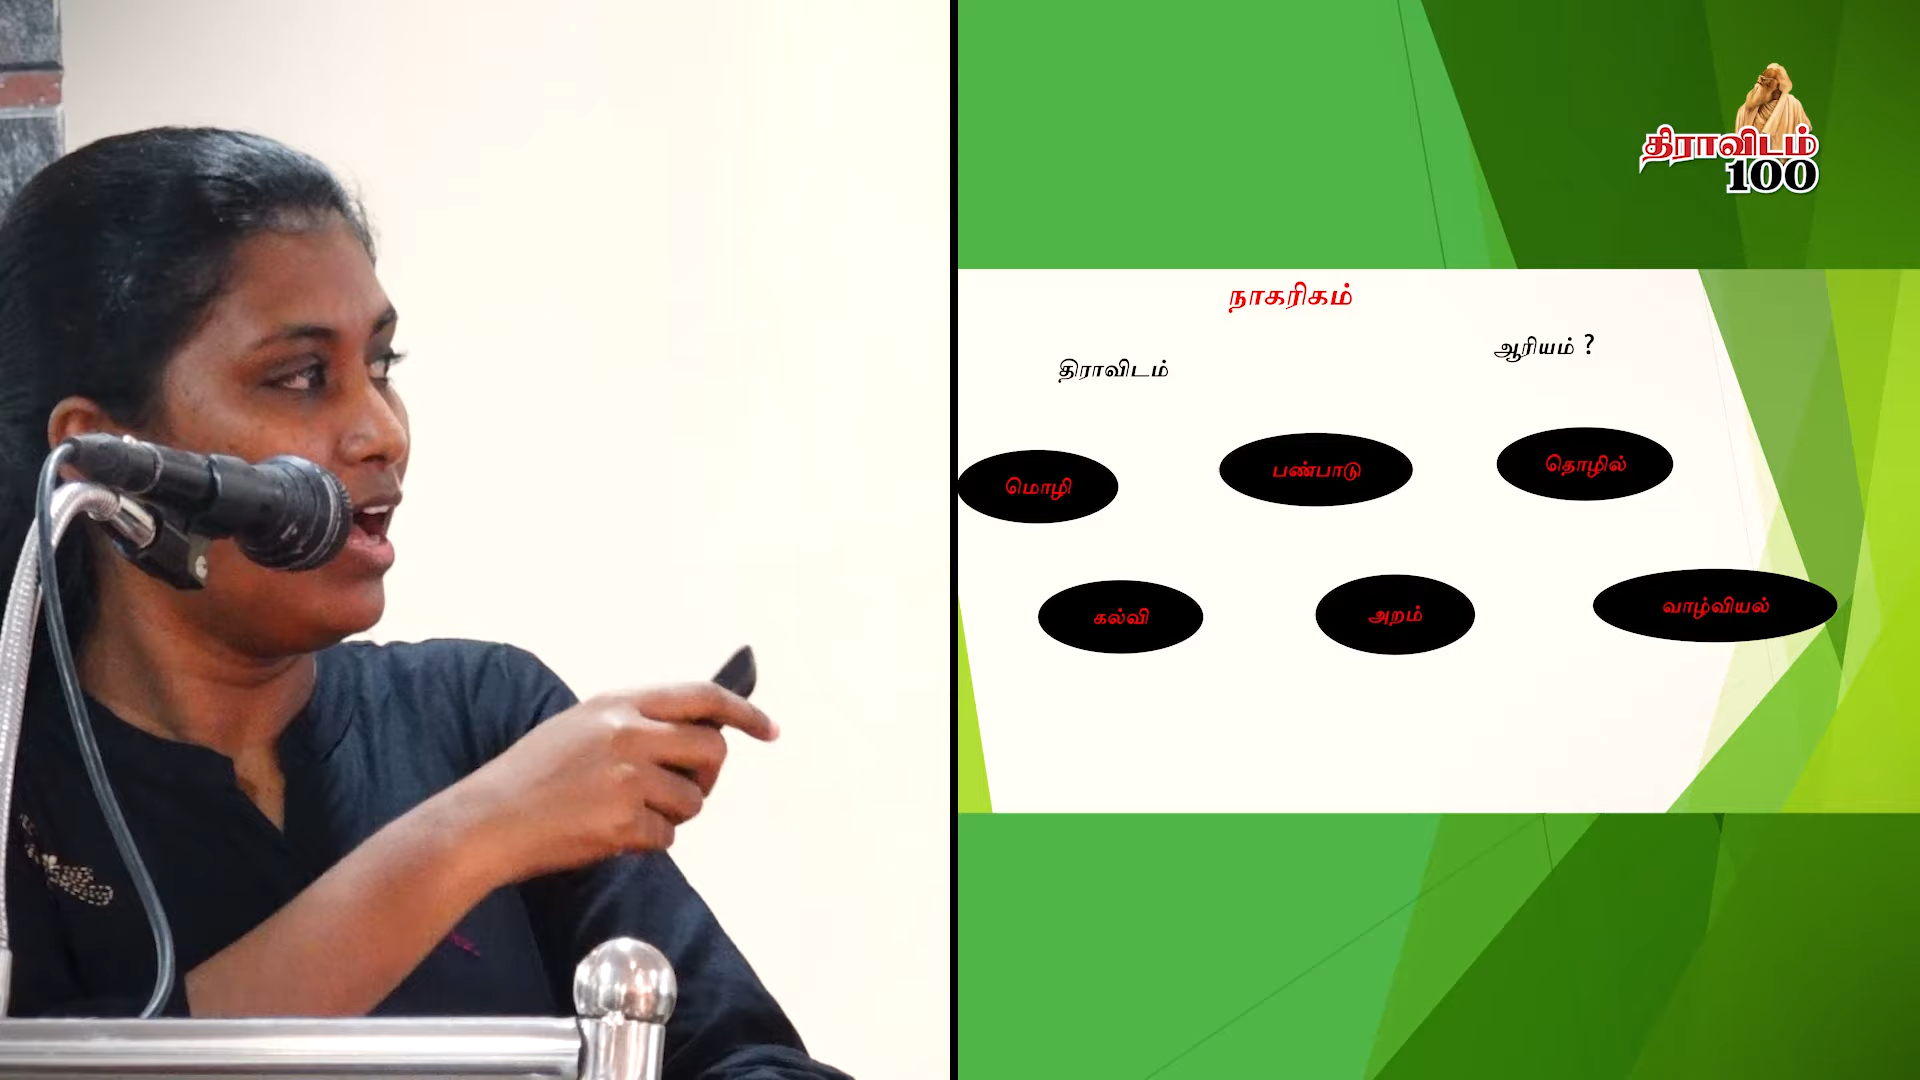 திராவிடம்
100
நாகரிகம்
ஆரியம் ?
திராவிடம்
மொழி
பண்பாடு
தொழில்
கல்வி
அறம்
வாழ்வியல்